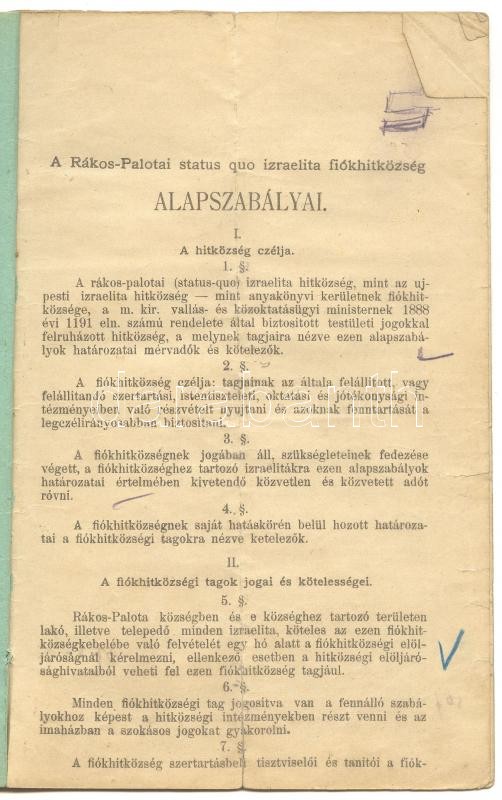 A Rákos-Palotai status quo izraelita fiókhitközség
ALAPSZABÁLYAI.
I.
A hitközség czélja.
1. §.
A rákos-palotai (status-quo) izraelita hitközség, mint az uj-
pesti izraelita hitközség — mint anyakönyvi kerületnek fiókhit-
községe, a m. kir. vallás- és közoktatásügyi ministernek 1888
évi 1191 eln. számú rendelete által biztositott testületi jogokkal
felruházott hitközség, a melynek tagjaira nézve ezen alapszabá-
lyok határozatai mérvadók és kötelezők.
2. §.
A fiókhitközség czélja: tagjainak az általa felállitott, vagy
felállitandó szertartási, istentiszteleti, oktatási és jótékonysági in-
tézményeiben való részvételt nyujtani és azoknak fenntartását a
legczélirányosabban biztositani.
3. §.
A fiókhitközségnek jogában áll, szükségleteinek fedezése
végett, a fiókhitközséghez tartozó izraelitákra ezen alapszabályok
határozatai értelmében kivetendő közvetlen és közvetett adót
róvni.
4. §.
A fiókhitközségnek saját hatáskörén belül hozott határoza-
tai a fiókhitközségi tagokra nézve ketelezők.
II.
A fiókhitközségi tagok jogai és kötelességei.
5. §.
Rákos-Palota községben és e községhez tartozó területen
lakó, illetve telepedő minden izraelita, köteles az ezen fiókhit-
községkebelébe való felvételét egy hó alatt a fiókhitközségi elöl-
járóságnál kérelmezni, ellenkező esetben a hitközségi elöljáró-
sághivatalból veheti fel ezen fiókhitközség tagjául.
6. §.
Minden fiókhitközségi tag jogositva van a fennálló szabá-
lyokhoz képest a hitközségi intézményekben részt venni és az
imaházban a szokásos jogokat gyakorolni.
7. §.
A fiókhitközség szertartásbeli tisztviselői és tanitói a fiók-